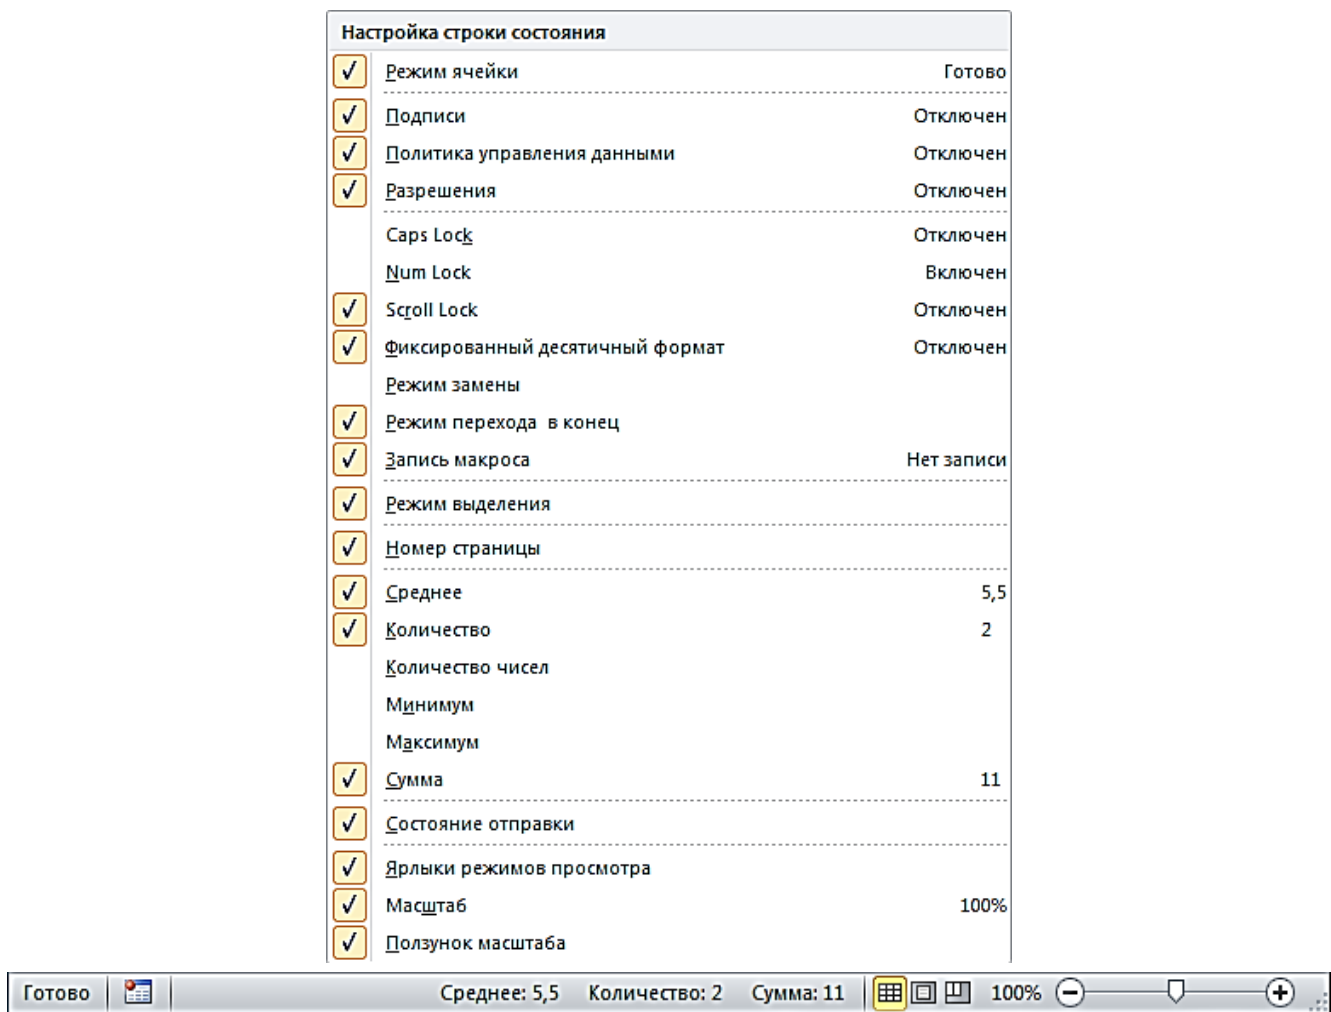 Настройка строки состояния
Режим ячейки Готово
Подписи Отключен
Политика управления данными Отключен
Разрешения Отключен
Caps Lock Отключен
Num Lock Включен
Scroll Lock Отключен
Фиксированный десятичный формат Отключен
Режим замены
Режим перехода в конец
Запись макроса Нет записи
Режим выделения
Номер страницы
Среднее 5,5
Количество 2
Количество чисел
Минимум
Максимум
Сумма 11
Состояние отправки
Ярлыки режимов просмотра
Масштаб 100%
Ползунок масштаба
Готово Среднее: 5,5 Количество: 2 Сумма: 11 100%